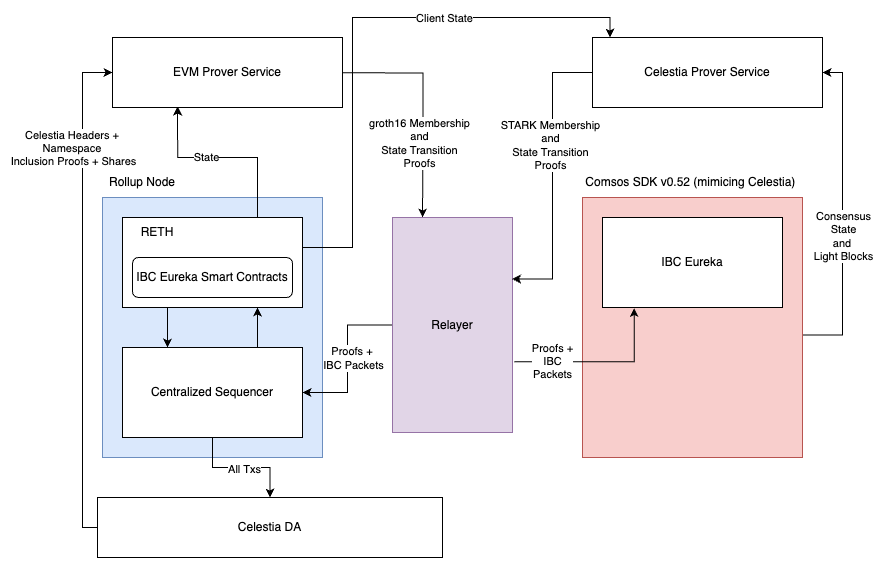 Client State
EVM Prover Service
Celestia Prover Service
Celestia Headers +
Namespace
Inclusion Proofs + Shares
groth16 Membership
and
State Transition
Proofs
STARK Membership
and
State Transition
Proofs
State
Rollup Node
Comsos SDK v0.52 (mimicing Celestia)
RETH
IBC Eureka Smart Contracts
IBC Eureka
Consensus
State
and
Light Blocks
Relayer
Proofs +
IBC Packets
Proofs +
IBC
Packets
Centralized Sequencer
All Txs
Celestia DA